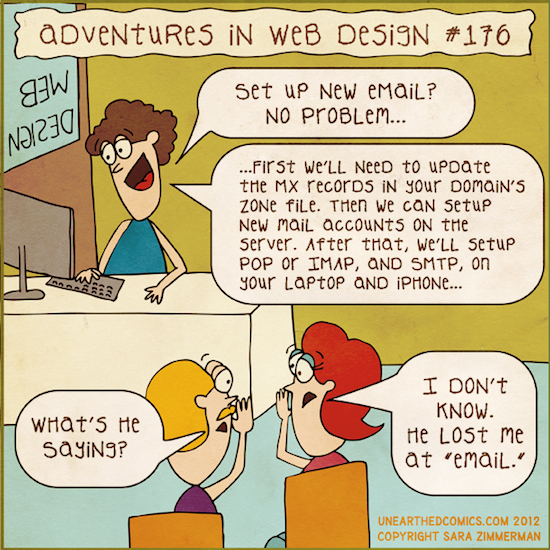 ADVENTURES IN WEB DESIGN #176
WEB
DESIGN
SET UP NEW EMAIL?
NO PROBLEM...
...FIRST WE'LL NEED TO UPDATE
THE MX RECORDS IN YOUR DOMAIN'S
ZONE FILE. THEN WE CAN SETUP
NEW MAIL ACCOUNTS ON THE
SERVER. AFTER THAT, WE'LL SETUP
POP OR IMAP, AND SMTP, ON
YOUR LAPTOP AND iPHONE...
WHAT'S HE
SAYING?
I DON'T
KNOW.
HE LOST ME
AT "EMAIL."
UNEARTHEDCOMICS.COM 2012
COPYRIGHT SARA ZIMMERMAN